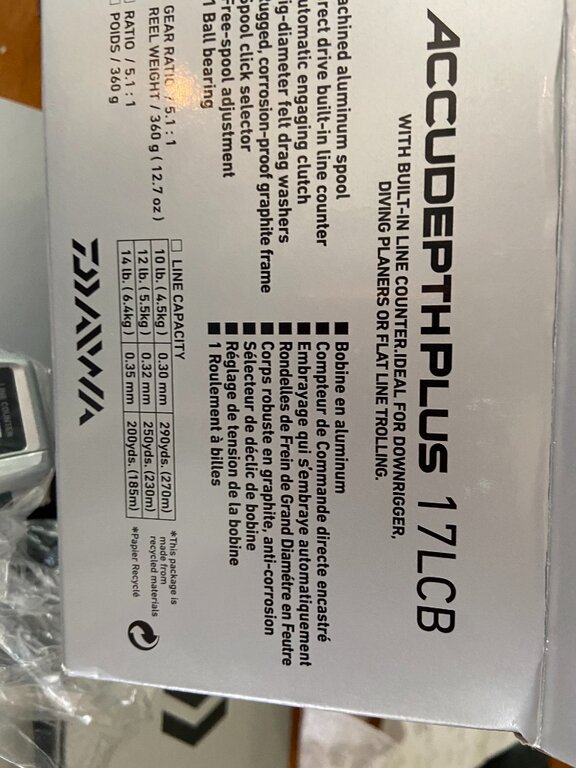 ACCUDEPTH PLUS 17LCB
WITH BUILT-IN LINE COUNTER.IDEAL FOR DOWNRIGGER,
DIVING PLANERS OR FLAT LINE TROLLING.
achined aluminum spool
rect drive built-in line counter
utomatic engaging clutch
ig-diameter felt drag washers
ugged, corrosion-proof graphite frame
pool click selector
ree-spool adjustment
1 Ball bearing
■ Bobine en aluminum
■ Compteur de Commande directe encastré
■ Embrayage qui s'embraye automatiquement
■ Rondelles de Frein de Grand Diamétre en Feutre
■ Corps robuste en graphite, anti-corrosion
■ Sélecteur de déclic de bobine
■ Réglage de tension de la bobine
■ 1 Roulement à billes
GEAR RATIO / 5.1 : 1
REEL WEIGHT / 360 g ( 12.7 oz )
□ RATIO / 5.1 : 1
□ POIDS / 360 g
□ LINE CAPACITY
10 lb. ( 4.5kg ) 0.30 mm 290yds. (270m)
12 lb. ( 5.5kg ) 0.32 mm 250yds. (230m)
14 lb. ( 6.4kg ) 0.35 mm 200yds. (185m)
*This package is
made from
recycled materials
*Papier Recyclé
DAIWA
LINE COUNTER